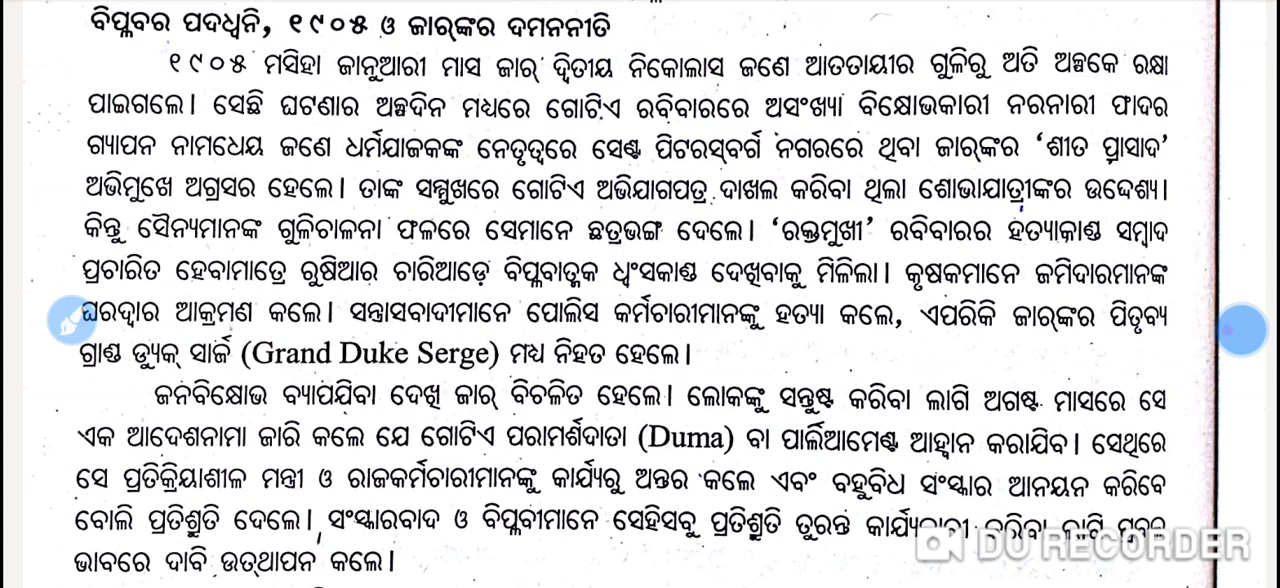 ବିପ୍ଳବର ପଦଧ୍ୱନି, ୧୯୦୫ ଓ ଜାର୍‌ଙ୍କର ଦମନନୀତି
୧୯୦୫ ମସିହା ଜାନୁଆରୀ ମାସ ଜାର୍ ଦ୍ୱିତୀୟ ନିକୋଲାସ ଜଣେ ଆତତାୟୀର ଗୁଳିରୁ ଅତି ଅଳ୍ପକେ ରକ୍ଷା
ପାଇଗଲେ। ସେଛି ଘଟଣାର ଅଳ୍ପଦିନ ମଧ୍ୟରେ ଗୋଟିଏ ରବିବାରରେ ଅସଂଖ୍ୟା ବିକ୍ଷୋଭକାରୀ ନରନାରୀ ଫାଦର
ଗ୍ୟାପନ ନାମଧେୟ ଜଣେ ଧର୍ମଯାଜକଙ୍କ ନେତୃତ୍ୱରେ ସେଣ୍ଟ ପିଟରସ୍‌ବର୍ଗ ନଗରରେ ଥିବା ଜାର୍‌ଙ୍କର ‘ଶୀତ ପ୍ରାସାଦ’
ଅଭିମୁଖେ ଅଗ୍ରସର ହେଲେ। ତାଙ୍କ ସମ୍ମୁଖରେ ଗୋଟିଏ ଅଭିଯାଗପତ୍ର ଦାଖଲ କରିବା ଥିଲା ଶୋଭାଯାତ୍ରୀଙ୍କର ଉଦ୍ଦେଶ୍ୟ।
କିନ୍ତୁ ସୈନ୍ୟମାନଙ୍କ ଗୁଳିଚାଳନା ଫଳରେ ସେମାନେ ଛତ୍ରଭଙ୍ଗ ଦେଲେ। ‘ରକ୍ତମୁଖୀ’ ରବିବାରର ହତ୍ୟାକାଣ୍ଡ ସମ୍ବାଦ
ପ୍ରଚାରିତ ହେବାମାତ୍ରେ ରୁଷିଆର ଚାରିଆଡ଼େ ବିପ୍ଳବାତ୍ମକ ଧ୍ୱଂସକାଣ୍ଡ ଦେଖିବାକୁ ମିଳିଲା। କୃଷକମାନେ ଜମିଦାରମାନଙ୍କ
ଘରଦ୍ୱାର ଆକ୍ରମଣ କଲେ। ସନ୍ତ୍ରାସବାଦୀମାନେ ପୋଲିସ କର୍ମଚାରୀମାନଙ୍କୁ ହତ୍ୟା କଲେ, ଏପରିକି ଜାର୍‌ଙ୍କର ପିତୃବ୍ୟ
ଗ୍ରାଣ୍ଡ ଡ୍ୟୁକ୍ ସାର୍ଜ (Grand Duke Serge) ମଧ୍ୟ ନିହତ ହେଲେ।
ଜନବିକ୍ଷୋଭ ବ୍ୟାପଯିବା ଦେଖି ଜାର୍ ବିଚଳିତ ହେଲେ। ଲୋକଙ୍କୁ ସନ୍ତୁଷ୍ଟ କରିବା ଲାଗି ଅଗଷ୍ଟ ମାସରେ ସେ
ଏକ ଆଦେଶନାମା ଜାରି କଲେ ଯେ ଗୋଟିଏ ପରାମର୍ଶଦାତା (Duma) ବା ପାର୍ଲିଆମେଣ୍ଟ ଆହ୍ୱାନ କରାଯିବ। ସେଥିରେ
ସେ ପ୍ରତିକ୍ରିୟାଶୀଳ ମନ୍ତ୍ରୀ ଓ ରାଜକର୍ମଚାରୀମାନଙ୍କୁ କାର୍ଯ୍ୟରୁ ଅନ୍ତର କଲେ ଏବଂ ବହୁବିଧ ସଂସ୍କାର ଆନୟନ କରିବେ
ବୋଲି ପ୍ରତିଶ୍ରୁତି ଦେଲେ। ସଂସ୍କାରବାଦ ଓ ବିପ୍ଳବୀମାନେ ସେହିସବୁ ପ୍ରତିଶ୍ରୁତି ତୁରନ୍ତ
ଭାବରେ ଦାବି ଉତ୍‌ଥାପନ କଲେ।
DU RECORDER